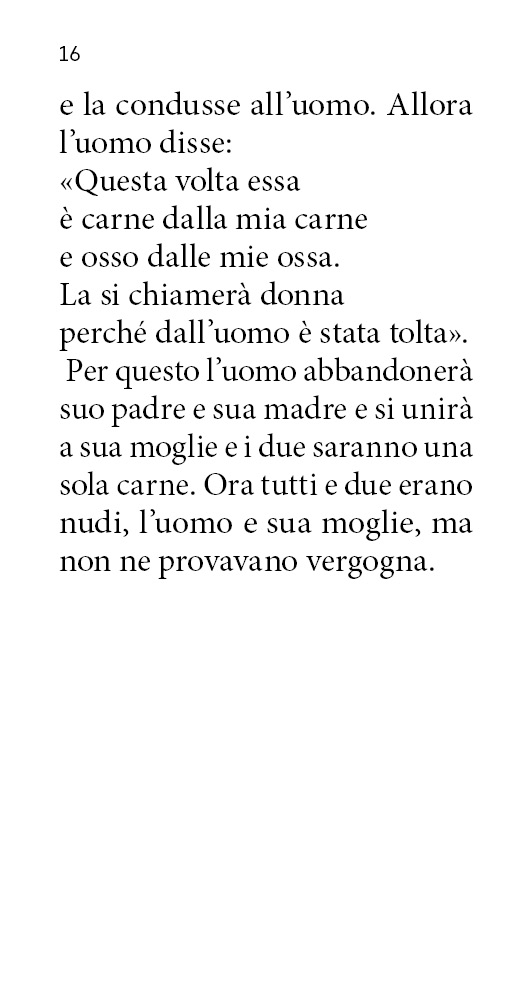 16
e la condusse all’uomo. Allora
l’uomo disse:
«Questa volta essa
è carne dalla mia carne
e osso dalle mie ossa.
La si chiamerà donna
perché dall’uomo è stata tolta».
Per questo l’uomo abbandonerà
suo padre e sua madre e si unirà
a sua moglie e i due saranno una
sola carne. Ora tutti e due erano
nudi, l’uomo e sua moglie, ma
non ne provavano vergogna.